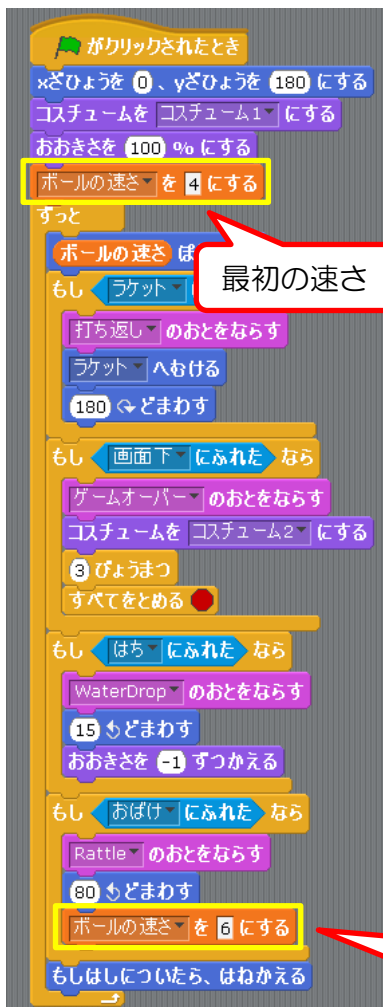 がクリックされたとき
xざひょうを 0 、yざひょうを 180 にする
コスチュームを コスチューム1 にする
おおきさを 100 % にする
ボールの速さ を 4 にする
ずっと
ボールの速さ
最初の速さ
もし ラケット
打ち返し のおとをならす
ラケット へむける
180 どまわす
もし 画面下 にふれた なら
ゲームオーバー のおとをならす
コスチュームを コスチューム2 にする
3 びょうまつ
すべてをとめる
もし はち にふれた なら
WaterDrop のおとをならす
15 どまわす
おおきさを -1 ずつかえる
もし おばけ にふれた なら
Rattle のおとをならす
80 どまわす
ボールの速さ を 6 にする
もしはしについたら、はねかえる